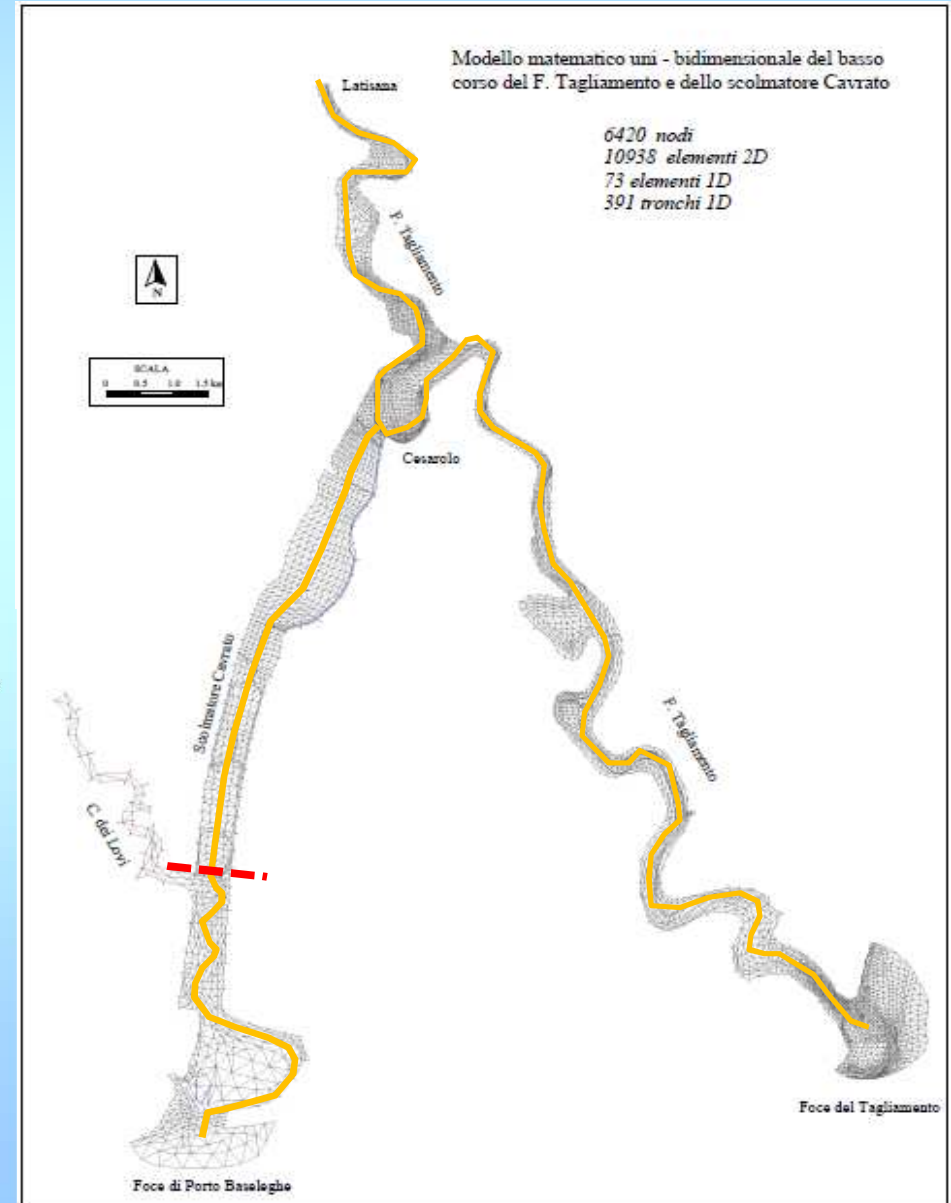 Modello matematico uni - bidimensionale del basso
corso del F. Tagliamento e dello scolmatore Cavrato
Latisana
6420 nodi
10938 elementi 2D
73 elementi 1D
391 tronchi 1D
F. Tagliamento
N
SCALA
0 0.5 1.0 1.5 km
Cesarolo
Scolmatore Cavrato
F. Tagliamento
C. dei Lovi
Foce del Tagliamento
Foce di Porto Baseleghe